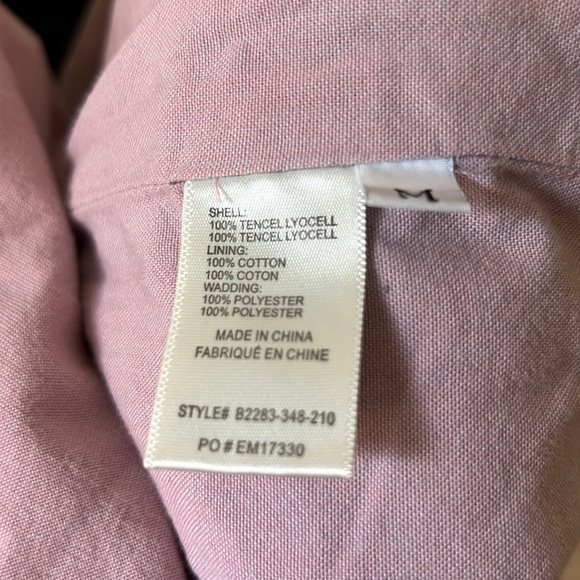 M
SHELL:
100% TENCEL LYOCELL
100% TENCEL LYOCELL
LINING:
100% COTTON
100% COTON
WADDING:
100% POLYESTER
100% POLYESTER
MADE IN CHINA
FABRIQUÉ EN CHINE
STYLE# B2283-348-210
PO # EM17330